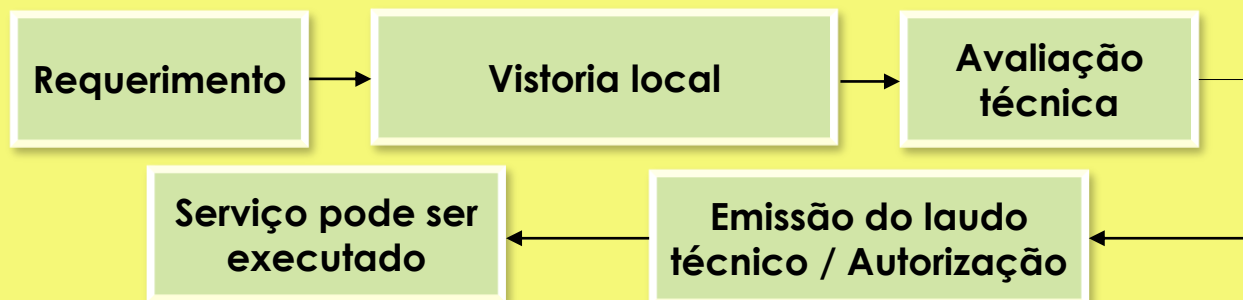 Requerimento
Vistoria local
Avaliação
técnica
Emissão do laudo
técnico / Autorização
Serviço pode ser
executado